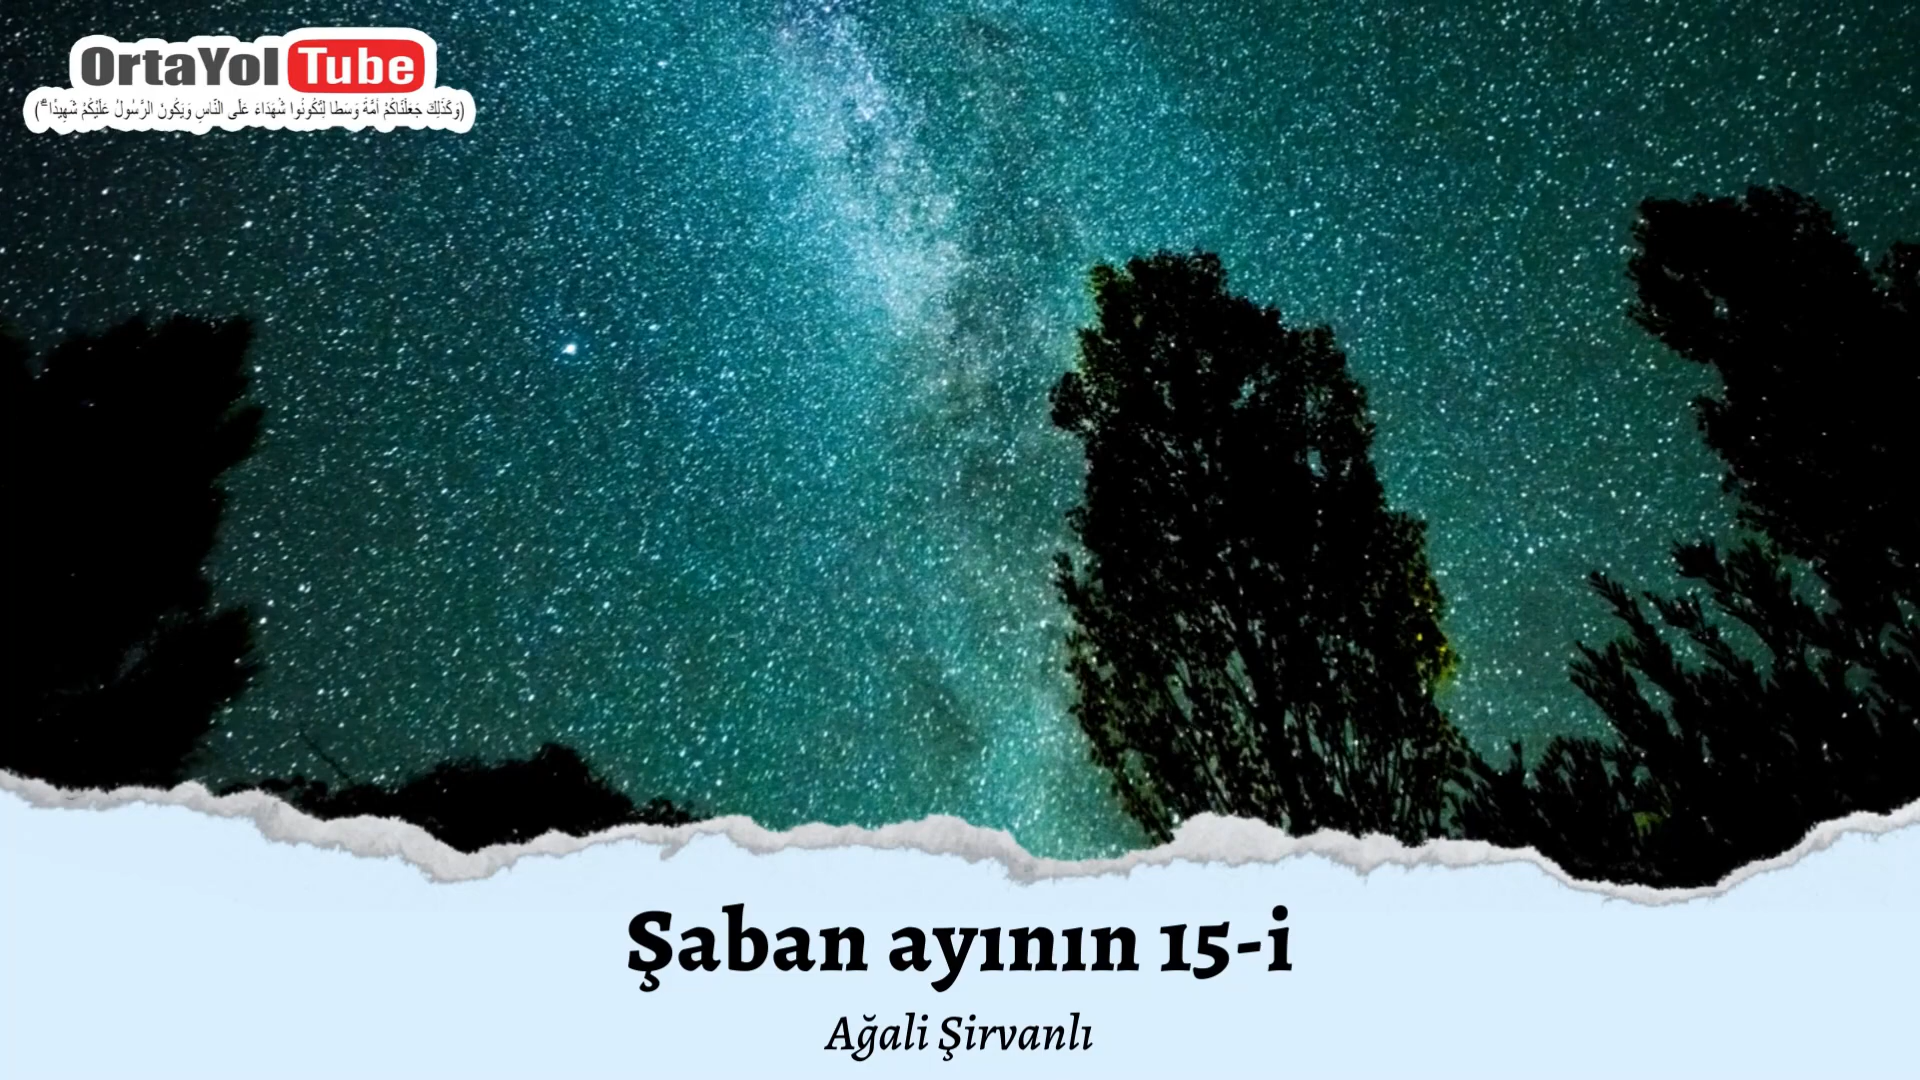 OrtaYol Tube
(وَكَذَٰلِكَ جَعَلْنَاكُمْ أُمَّةً وَسَطًا لِّتَكُونُوا شُهَدَاءَ عَلَى النَّاسِ وَيَكُونَ الرَّسُولُ عَلَيْكُمْ شَهِيدًا ۗ)
Şaban ayının 15-i
Ağali Şirvanlı